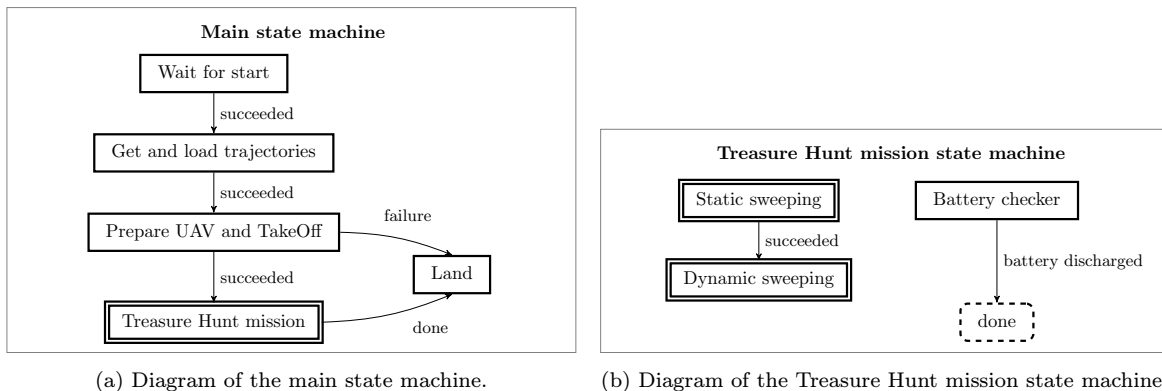 Main state machine
Wait for start
succeeded
Get and load trajectories
succeeded
Prepare UAV and TakeOff
failure
succeeded
Land
Treasure Hunt mission
done
(a) Diagram of the main state machine.
Treasure Hunt mission state machine
Static sweeping
Battery checker
succeeded
battery discharged
Dynamic sweeping
done
(b) Diagram of the Treasure Hunt mission state machine